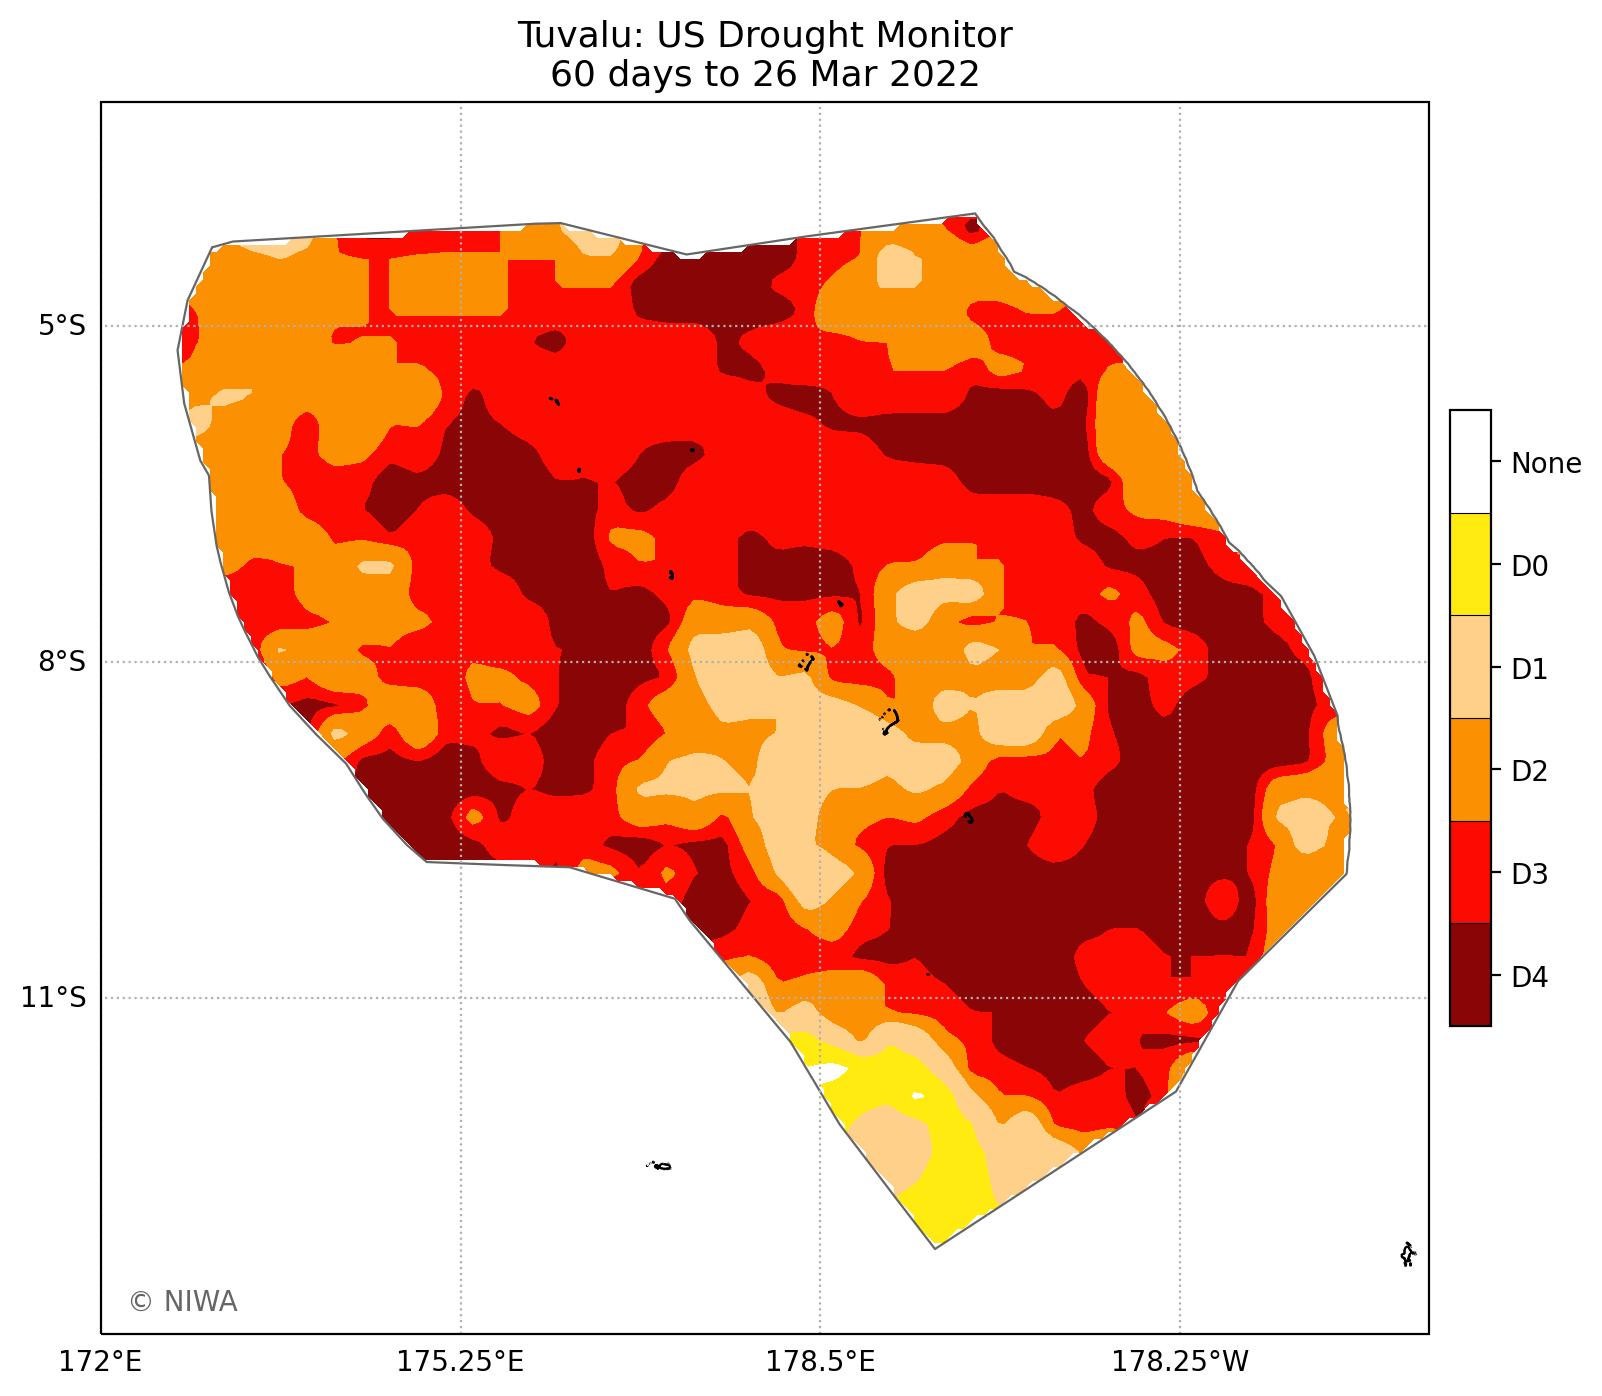 Tuvalu: US Drought Monitor
60 days to 26 Mar 2022
5°S
8°S
11°S
172°E
175.25°E
178.5°E
178.25°W
None
D0
D1
D2
D3
D4
© NIWA